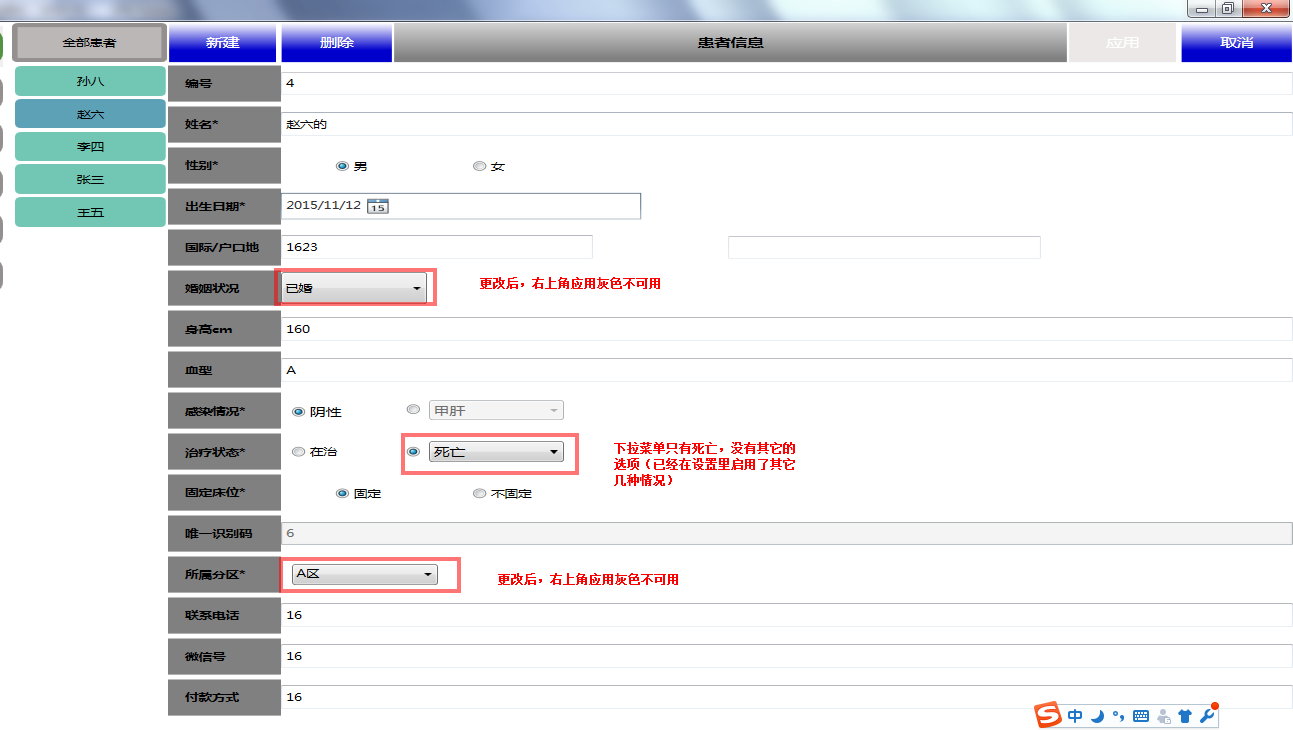 全部患者
新建
删除
患者信息
应用
取消
孙八
赵六
李四
张三
王五
编号
4
姓名*
赵六的
性别*
男
女
出生日期*
2015/11/12
15
国际/户口地
1623
婚姻状况
已婚
更改后，右上角应用灰色不可用
身高cm
160
血型
A
感染情况*
阴性
甲肝
治疗状态*
在治
死亡
下拉菜单只有死亡，没有其它的
选项（已经在设置里启用了其它
几种情况）
固定床位*
固定
不固定
唯一识别码
6
所属分区*
A区
更改后，右上角应用灰色不可用
联系电话
16
微信号
16
付款方式
16
S中